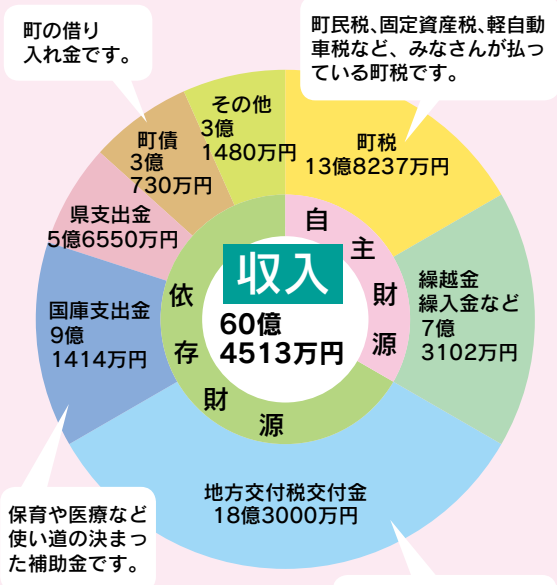 町の借り
入れ金です。
町民税、固定資産税、軽自動
車税など、みなさんが払っ
ている町税です。
その他
3億
1480万円
町債
3億
730万円
県支出金
5億6550万円
国庫支出金
9億
1414万円
町税
13億8237万円
繰越金
繰入金など
7億
3102万円
地方交付税交付金
18億3000万円
自主財源
依存財源
収入
60億
4513万円
保育や医療など
使い道の決まっ
た補助金です。